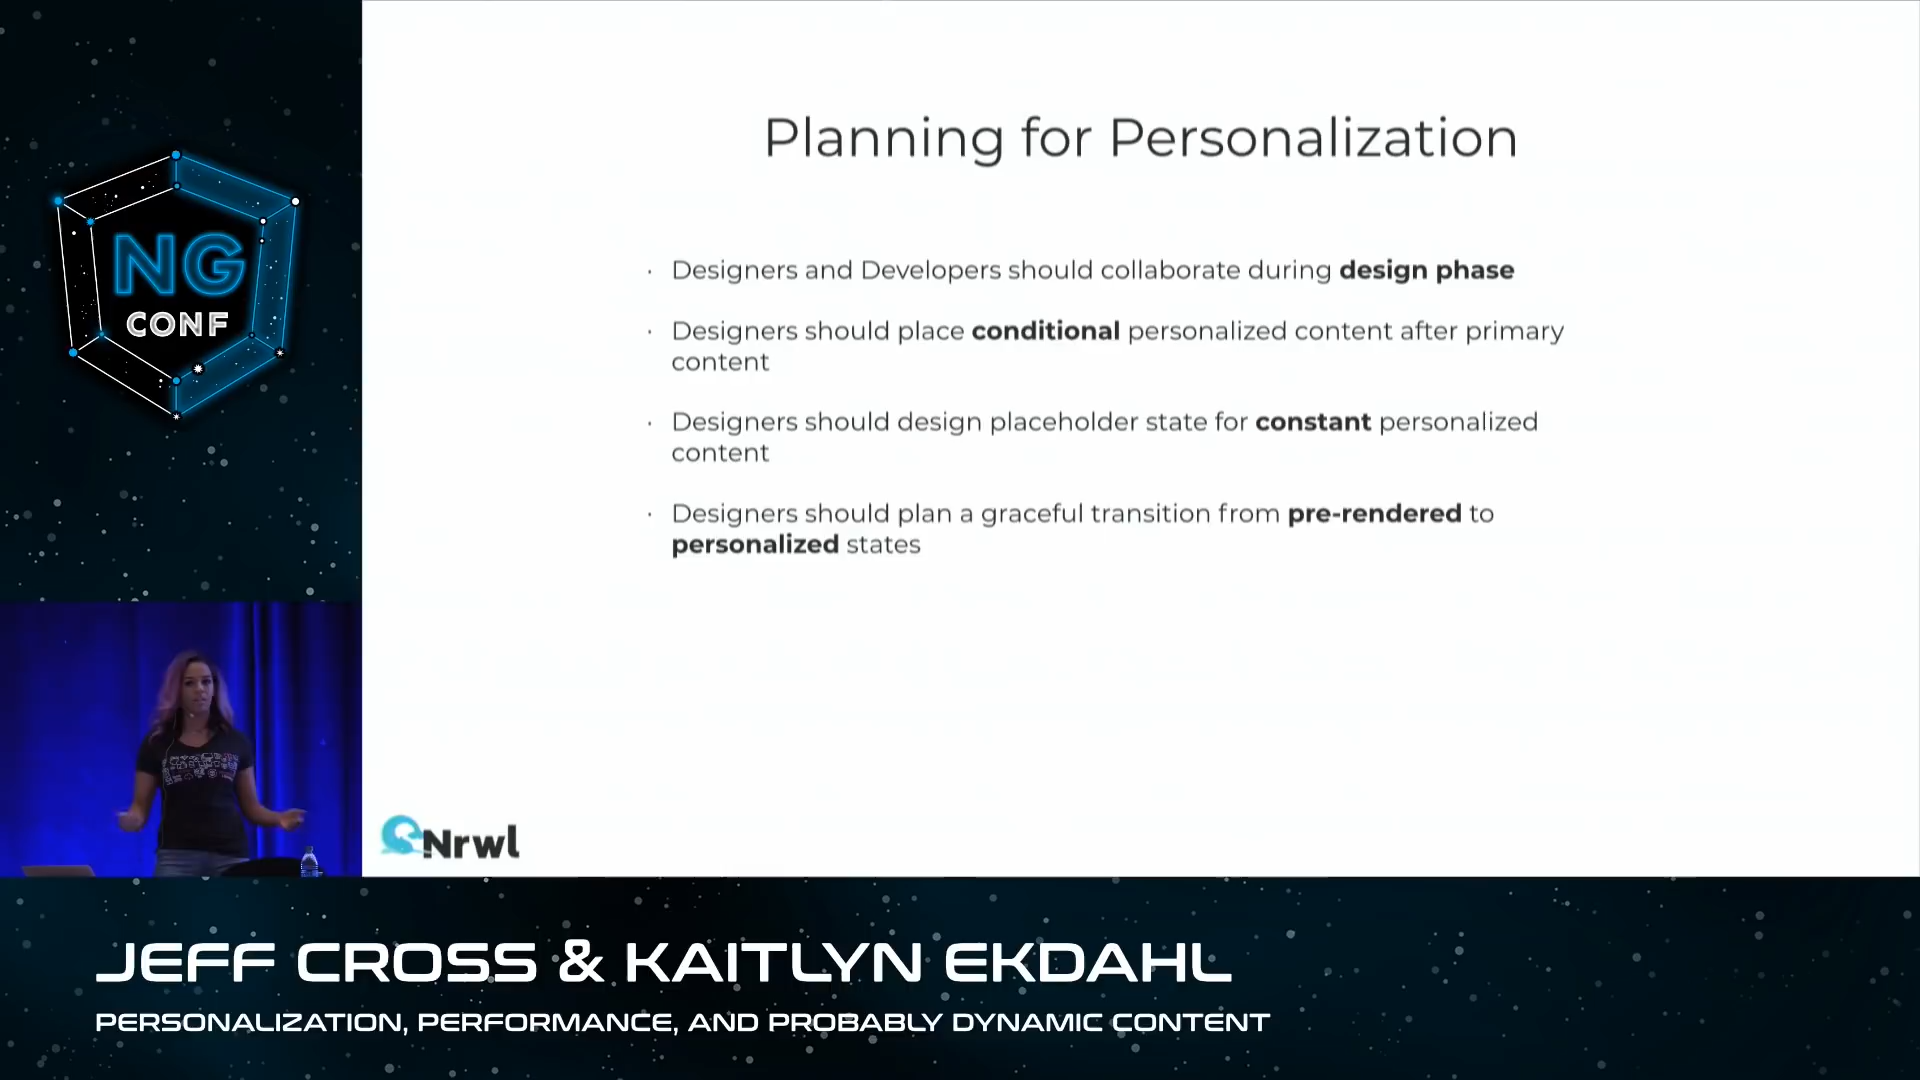 NG
CONF
Planning for Personalization
· Designers and Developers should collaborate during design phase
· Designers should place conditional personalized content after primary
content
· Designers should design placeholder state for constant personalized
content
· Designers should plan a graceful transition from pre-rendered to
personalized states
Nrwl
JEFF CROSS & KAITLYN EKDAHL
PERSONALIZATION, PERFORMANCE, AND PROBABLY DYNAMIC CONTENT